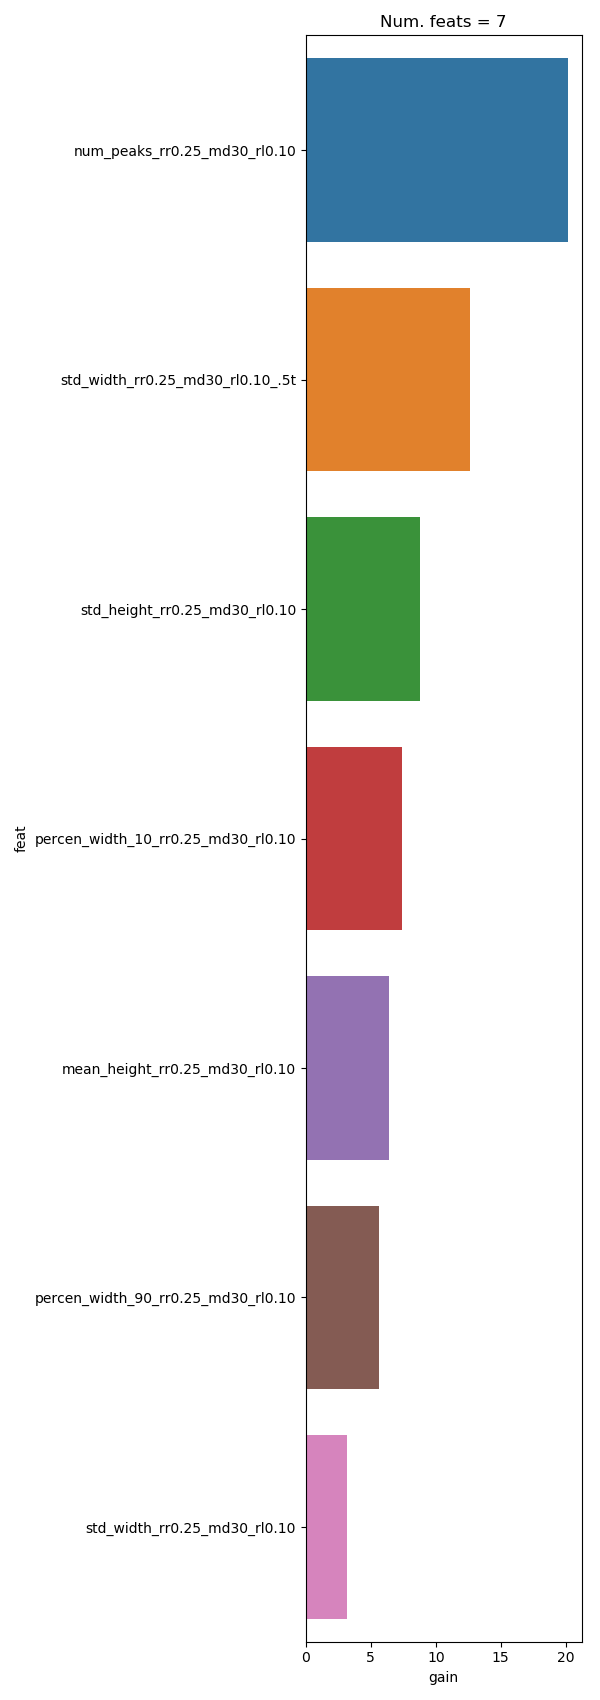 Num. feats = 7
num_peaks_rr0.25_md30_rl0.10
std_width_rr0.25_md30_rl0.10_.5t
std_height_rr0.25_md30_rl0.10
percen_width_10_rr0.25_md30_rl0.10
feat
mean_height_rr0.25_md30_rl0.10
percen_width_90_rr0.25_md30_rl0.10
std_width_rr0.25_md30_rl0.10
0 5 10 15 20
gain